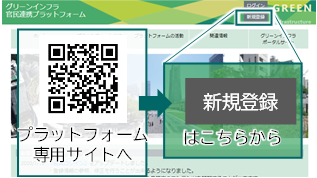 グリーンインフラ
官民連携プラットフォーム
ログイン
新規登録
GREEN
infrastructure
プラットフォームの活動
関連情報
グリーンインフラ
ポータルサイト
新規登録
プラットフォーム
専用サイトへ
はこちらから